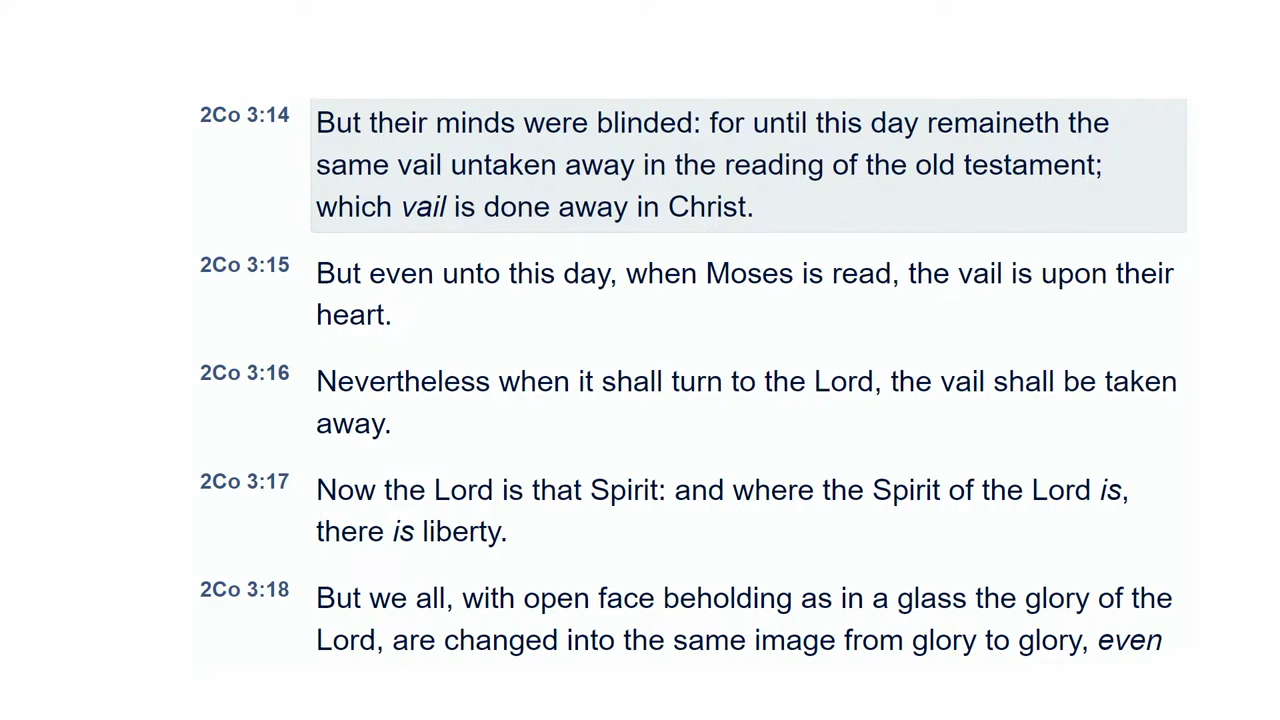 2Co 3:14 But their minds were blinded: for until this day remaineth the
same vail untaken away in the reading of the old testament;
which vail is done away in Christ.
2Co 3:15 But even unto this day, when Moses is read, the vail is upon their
heart.
2Co 3:16 Nevertheless when it shall turn to the Lord, the vail shall be taken
away.
2Co 3:17 Now the Lord is that Spirit: and where the Spirit of the Lord is,
there is liberty.
2Co 3:18 But we all, with open face beholding as in a glass the glory of the
Lord, are changed into the same image from glory to glory, even